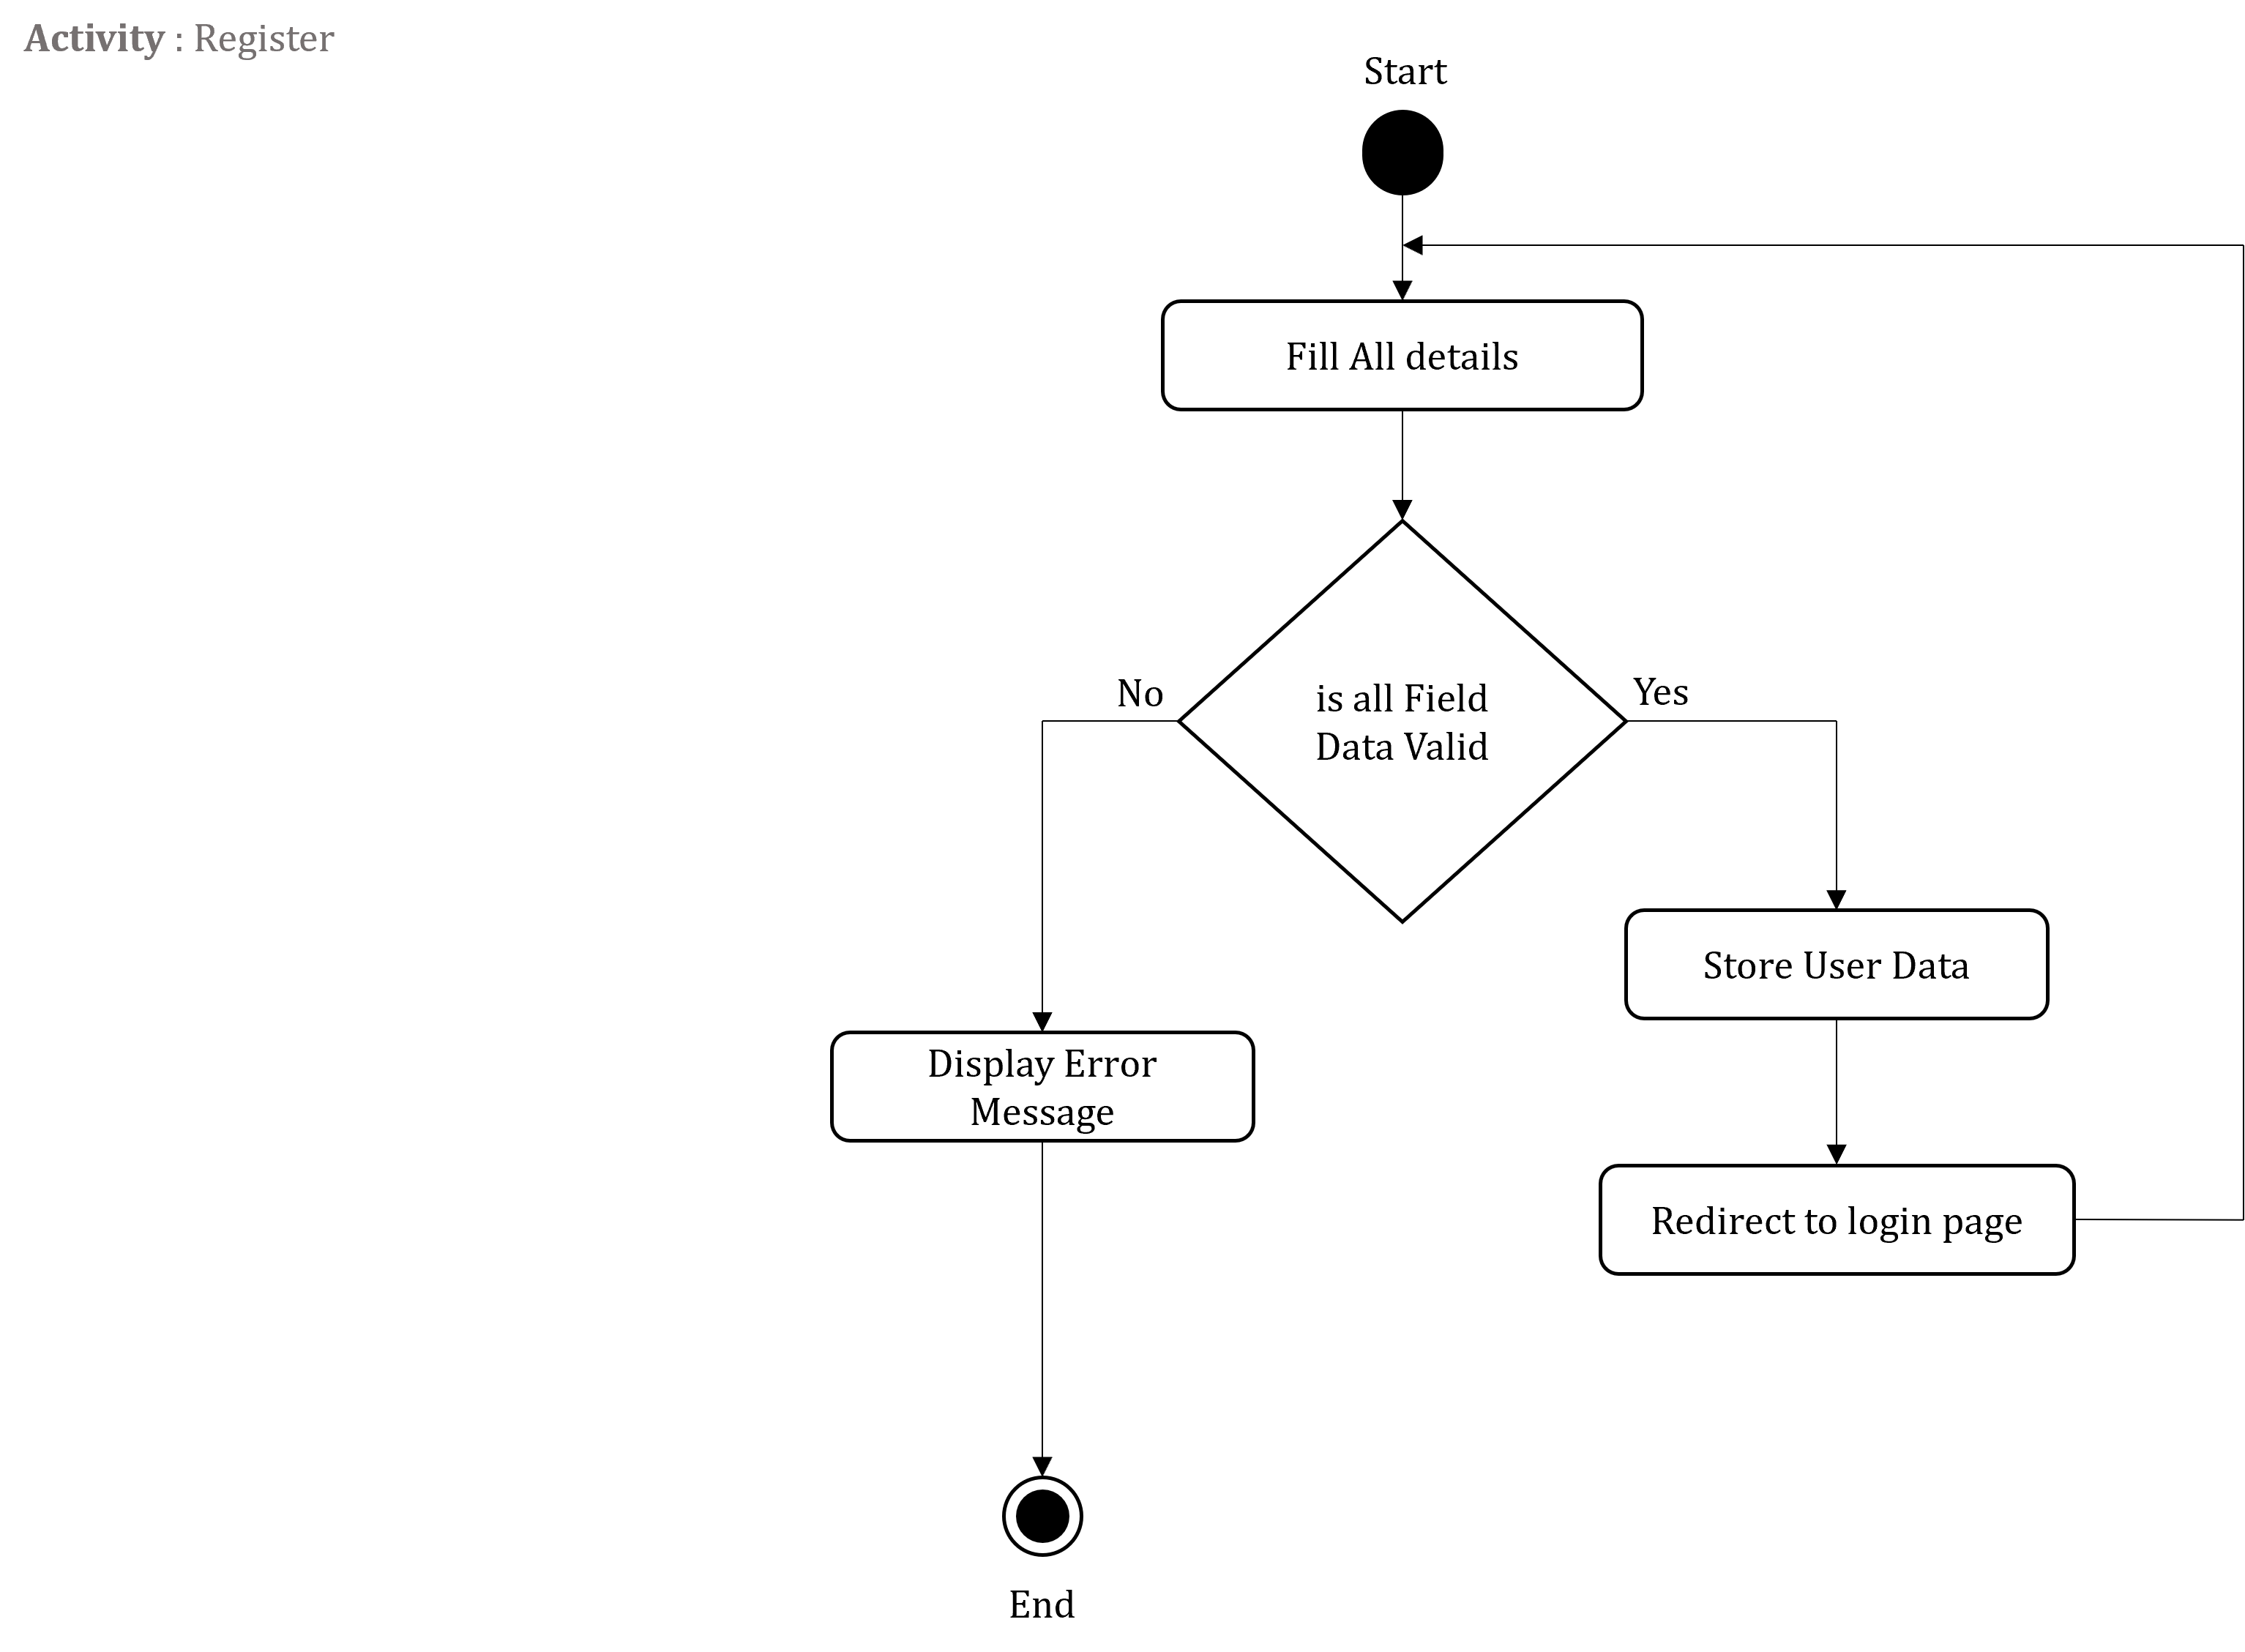 Activity : Register
Start
Fill All details
No
Yes
is all Field
Data Valid
Store User Data
Display Error
Message
Redirect to login page
End